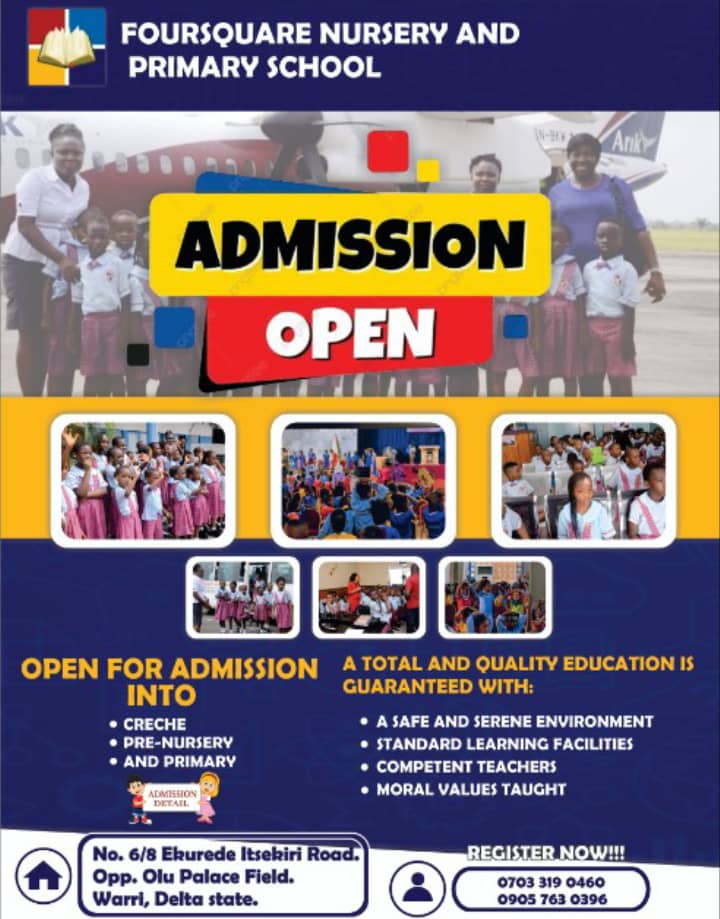 FOURSQUARE NURSERY AND
PRIMARY SCHOOL
Arik
ADMISSION
OPEN
OPEN FOR ADMISSION
INTO
• CRECHE
• PRE-NURSERY
• AND PRIMARY
ADMISSION
DETAIL
A TOTAL AND QUALITY EDUCATION IS
GUARANTEED WITH:
• A SAFE AND SERENE ENVIRONMENT
• STANDARD LEARNING FACILITIES
• COMPETENT TEACHERS
• MORAL VALUES TAUGHT
No. 6/8 Ekurede Itsekiri Road.
Opp. Olu Palace Field.
Warri, Delta state.
REGISTER NOW!!!
0703 319 0460
0905 763 0396